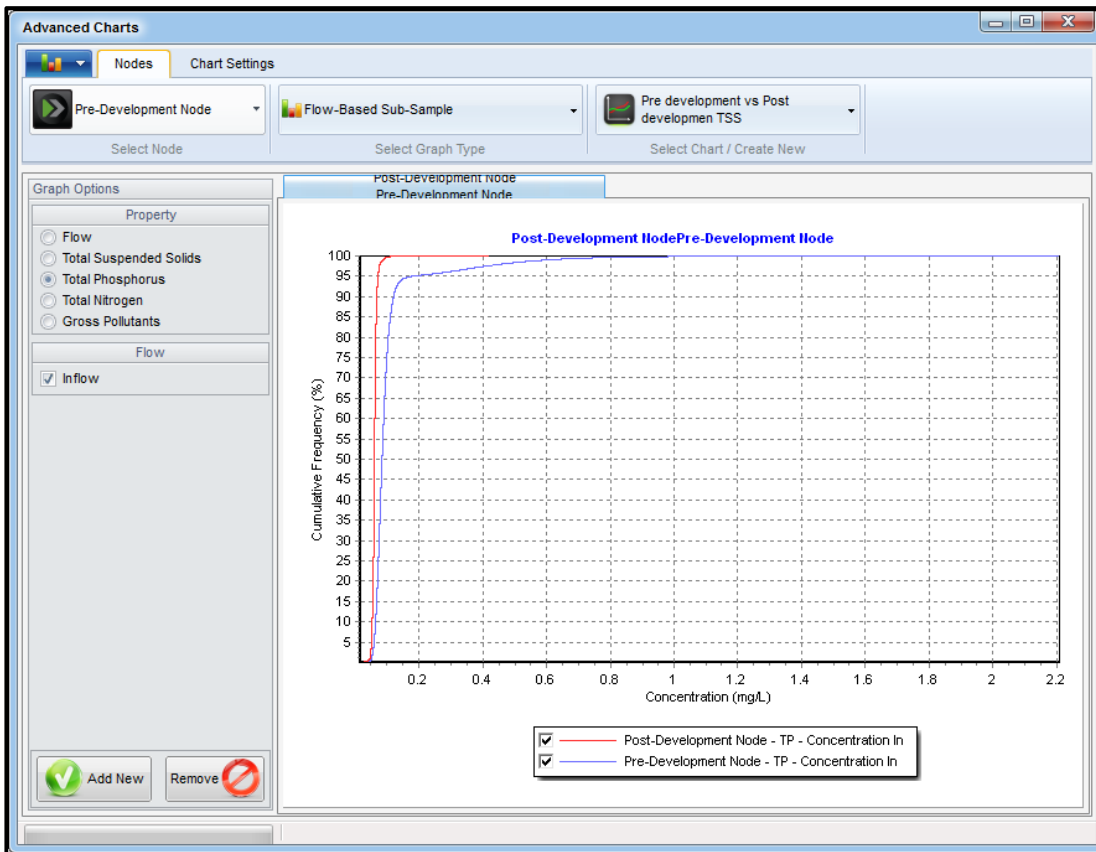 Advanced Charts
Nodes
Chart Settings
Pre-Development Node
Flow-Based Sub-Sample
Pre development vs Post
developmen TSS
Select Node
Select Graph Type
Select Chart / Create New
Graph Options
Property
Flow
Total Suspended Solids
Total Phosphorus
Total Nitrogen
Gross Pollutants
Flow
Inflow
Add New
Remove
Post-Development Node
Pre-Development Node
Post-Development NodePre-Development Node
Cumulative Frequency (%)
100
95
90
85
80
75
70
65
60
55
50
45
40
35
30
25
20
15
10
5
0.2 0.4 0.6 0.8 1 1.2 1.4 1.6 1.8 2 2.2
Concentration (mg/L)
Post-Development Node - TP - Concentration In
Pre-Development Node - TP - Concentration In